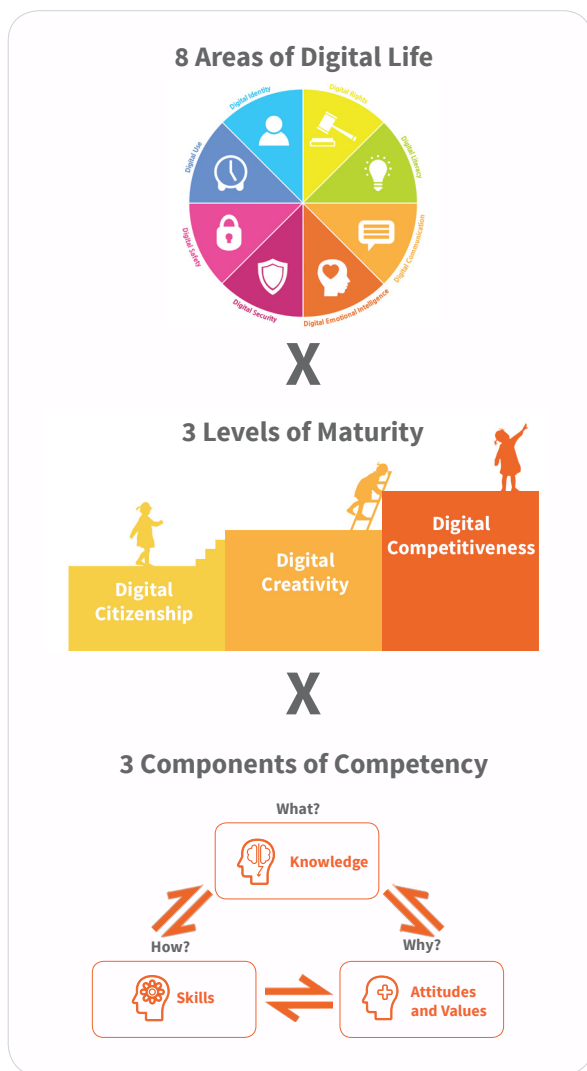 8 Areas of Digital Life
Digital Identity
Digital Rights
Digital Use
Digital Literacy
Digital Safety
Digital Communication
Digital Security
Digital Emotional Intelligence
X
3 Levels of Maturity
Digital
Competitiveness
Digital
Creativity
Digital
Citizenship
X
3 Components of Competency
What?
Knowledge
How?
Why?
Skills
Attitudes
and Values